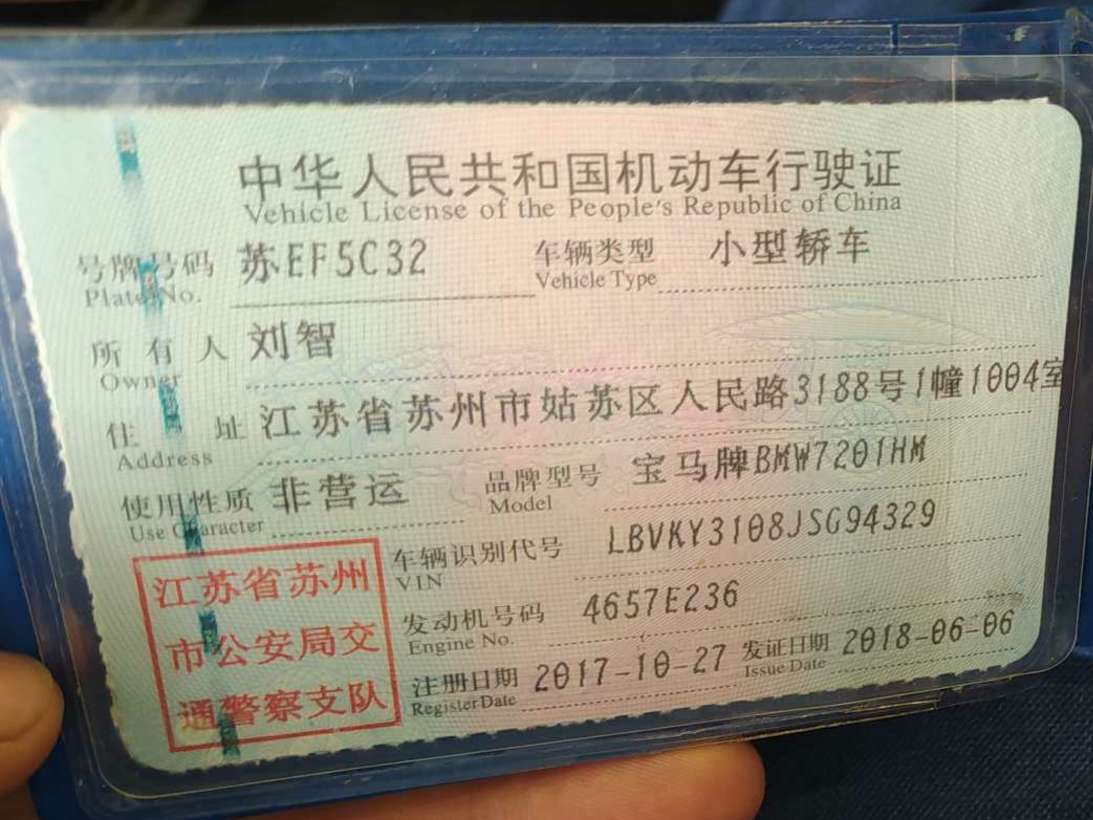 中华人民共和国机动车行驶证
Vehicle License of the People's Republic of China
号牌号码 苏EF5C32 车辆类型 小型轿车
Plate No. Vehicle Type
所有人 刘智
Owner
住址 江苏省苏州市姑苏区人民路3188号1幢1004室
Address
使用性质 非营运 品牌型号 宝马牌BMW7201HM
Use Character Model
江苏省苏州
市公安局交
通警察支队
车辆识别代号 LBVKY3108JSG94329
VIN
发动机号码 4657E236
Engine No.
注册日期 2017-10-27 发证日期 2018-06-06
Register Date Issue Date